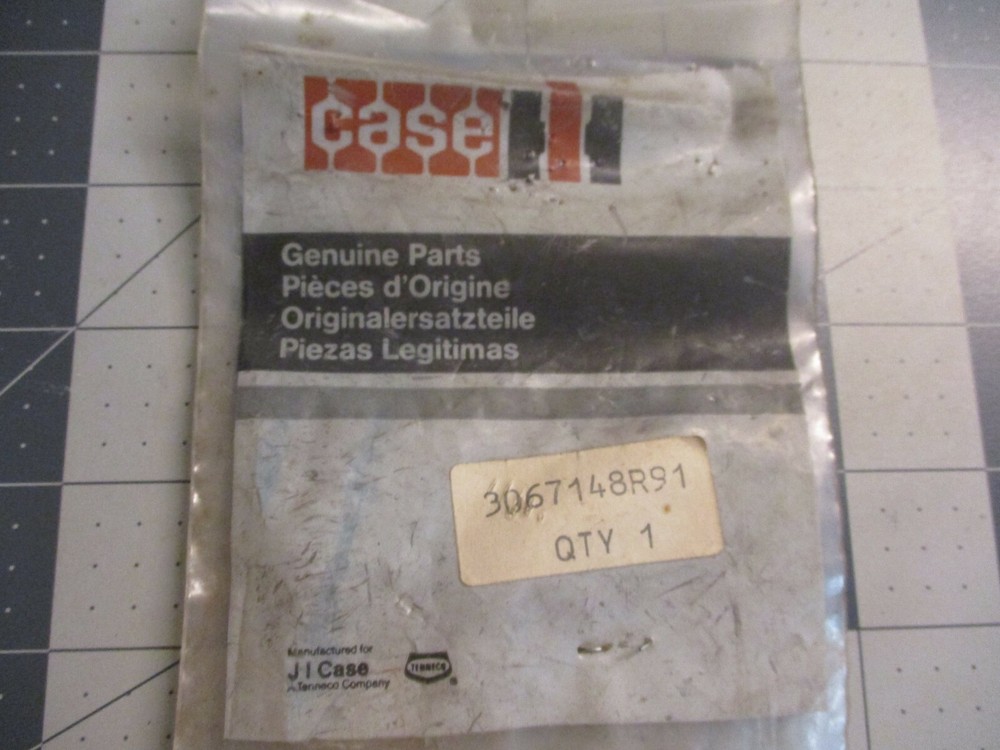 case
Genuine Parts
Pièces d'Origine
Originalersatzteile
Piezas Legitimas
3067148R91
QTY 1
Manufactured for
J I Case
A Tenneco Company
TENNECO
®